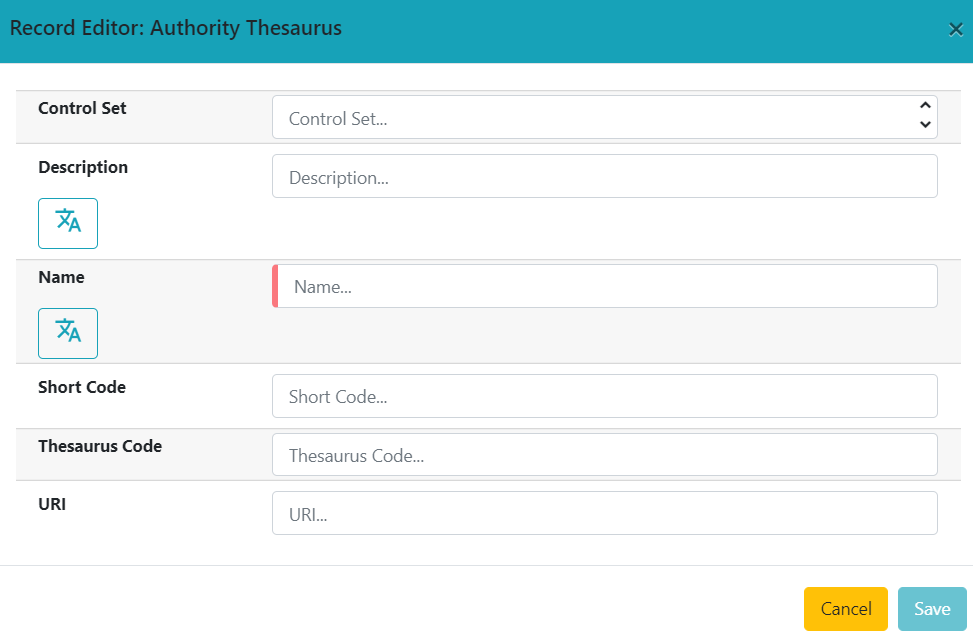 Record Editor: Authority Thesaurus
Control Set
Control Set...
Description
Description...
Name
Name...
Short Code
Short Code...
Thesaurus Code
Thesaurus Code...
URI
URI...
Cancel
Save